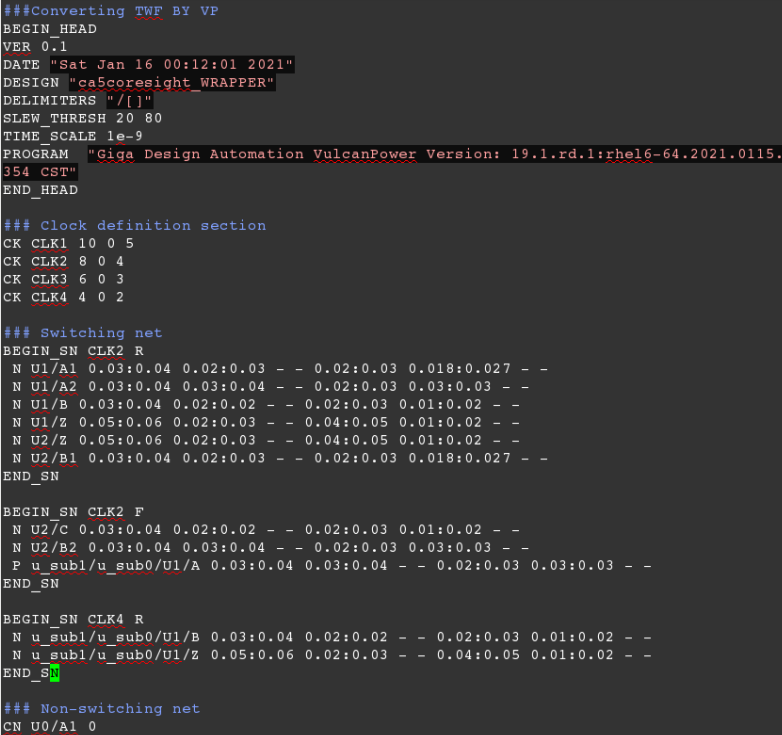 ###Converting TWF BY VP
BEGIN_HEAD
VER 0.1
DATE "Sat Jan 16 00:12:01 2021"
DESIGN "ca5coresight_WRAPPER"
DELIMITERS "/[]"
SLEW_THRESH 20 80
TIME_SCALE 1e-9
PROGRAM  "Giga Design Automation VulcanPower Version: 19.1.rd.1:rhel6-64.2021.0115.
354 CST"
END_HEAD
### Clock definition section
CK CLK1 10 0 5
CK CLK2 8 0 4
CK CLK3 6 0 3
CK CLK4 4 0 2
### Switching net
BEGIN_SN CLK2 R
N U1/A1 0.03:0.04 0.02:0.03 - - 0.02:0.03 0.018:0.027 - -
N U1/A2 0.03:0.04 0.03:0.04 - - 0.02:0.03 0.03:0.03 - -
N U1/B 0.03:0.04 0.02:0.02 - - 0.02:0.03 0.01:0.02 - -
N U1/Z 0.05:0.06 0.02:0.03 - - 0.04:0.05 0.01:0.02 - -
N U2/Z 0.05:0.06 0.02:0.03 - - 0.04:0.05 0.01:0.02 - -
N U2/B1 0.03:0.04 0.02:0.03 - - 0.02:0.03 0.018:0.027 - -
END_SN
BEGIN_SN CLK2 F
N U2/C 0.03:0.04 0.02:0.02 - - 0.02:0.03 0.01:0.02 - -
N U2/B2 0.03:0.04 0.03:0.04 - - 0.02:0.03 0.03:0.03 - -
P u_sub1/u_sub0/U1/A 0.03:0.04 0.03:0.04 - - 0.02:0.03 0.03:0.03 - -
END_SN
BEGIN_SN CLK4 R
N u_sub1/u_sub0/U1/B 0.03:0.04 0.02:0.02 - - 0.02:0.03 0.01:0.02 - -
N u_sub1/u_sub0/U1/Z 0.05:0.06 0.02:0.03 - - 0.04:0.05 0.01:0.02 - -
END_SN
### Non-switching net
CN U0/A1 0